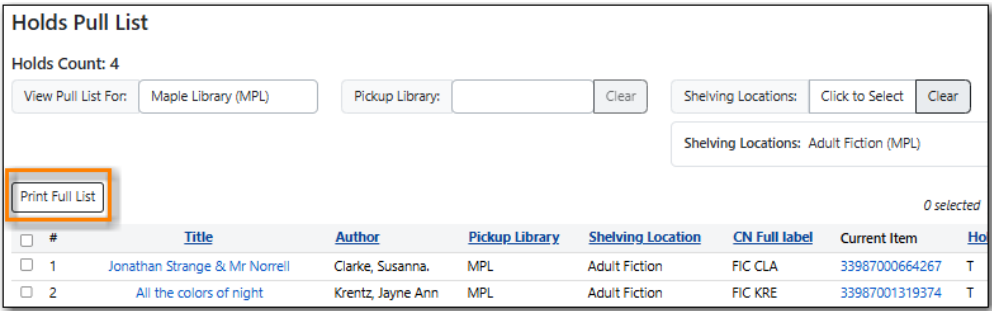 Holds Pull List
Holds Count: 4
View Pull List For: Maple Library (MPL) Pickup Library: Clear Shelving Locations: Click to Select Clear
Shelving Locations: Adult Fiction (MPL)
Print Full List
0 selected
# Title Author Pickup Library Shelving Location CN Full label Current Item
1 Jonathan Strange & Mr Norrell Clarke, Susanna. MPL Adult Fiction FIC CLA 33987000664267 T
2 All the colors of night Krentz, Jayne Ann MPL Adult Fiction FIC KRE 33987001319374 T